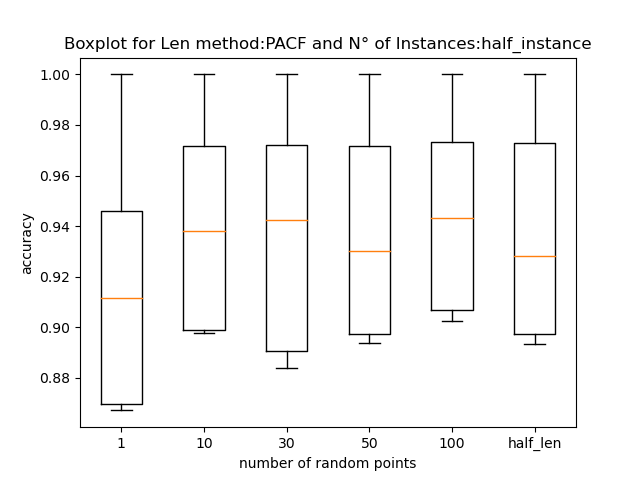 Boxplot for Len method:PACF and N° of Instances:half_instance
1.00
0.98
0.96
0.94
0.92
0.90
0.88
accuracy
1 10 30 50 100 half_len
number of random points